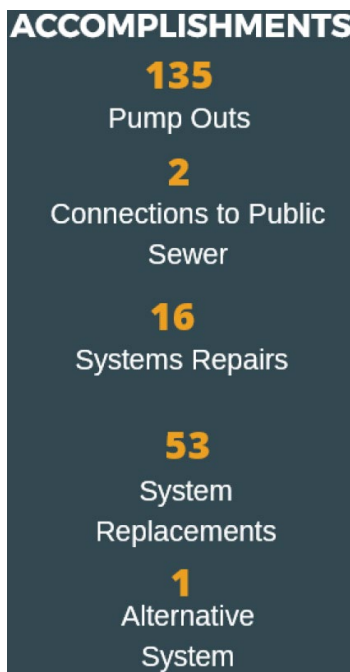 ACCOMPLISHMENTS
135
Pump Outs
2
Connections to Public
Sewer
16
Systems Repairs
53
System
Replacements
1
Alternative
System